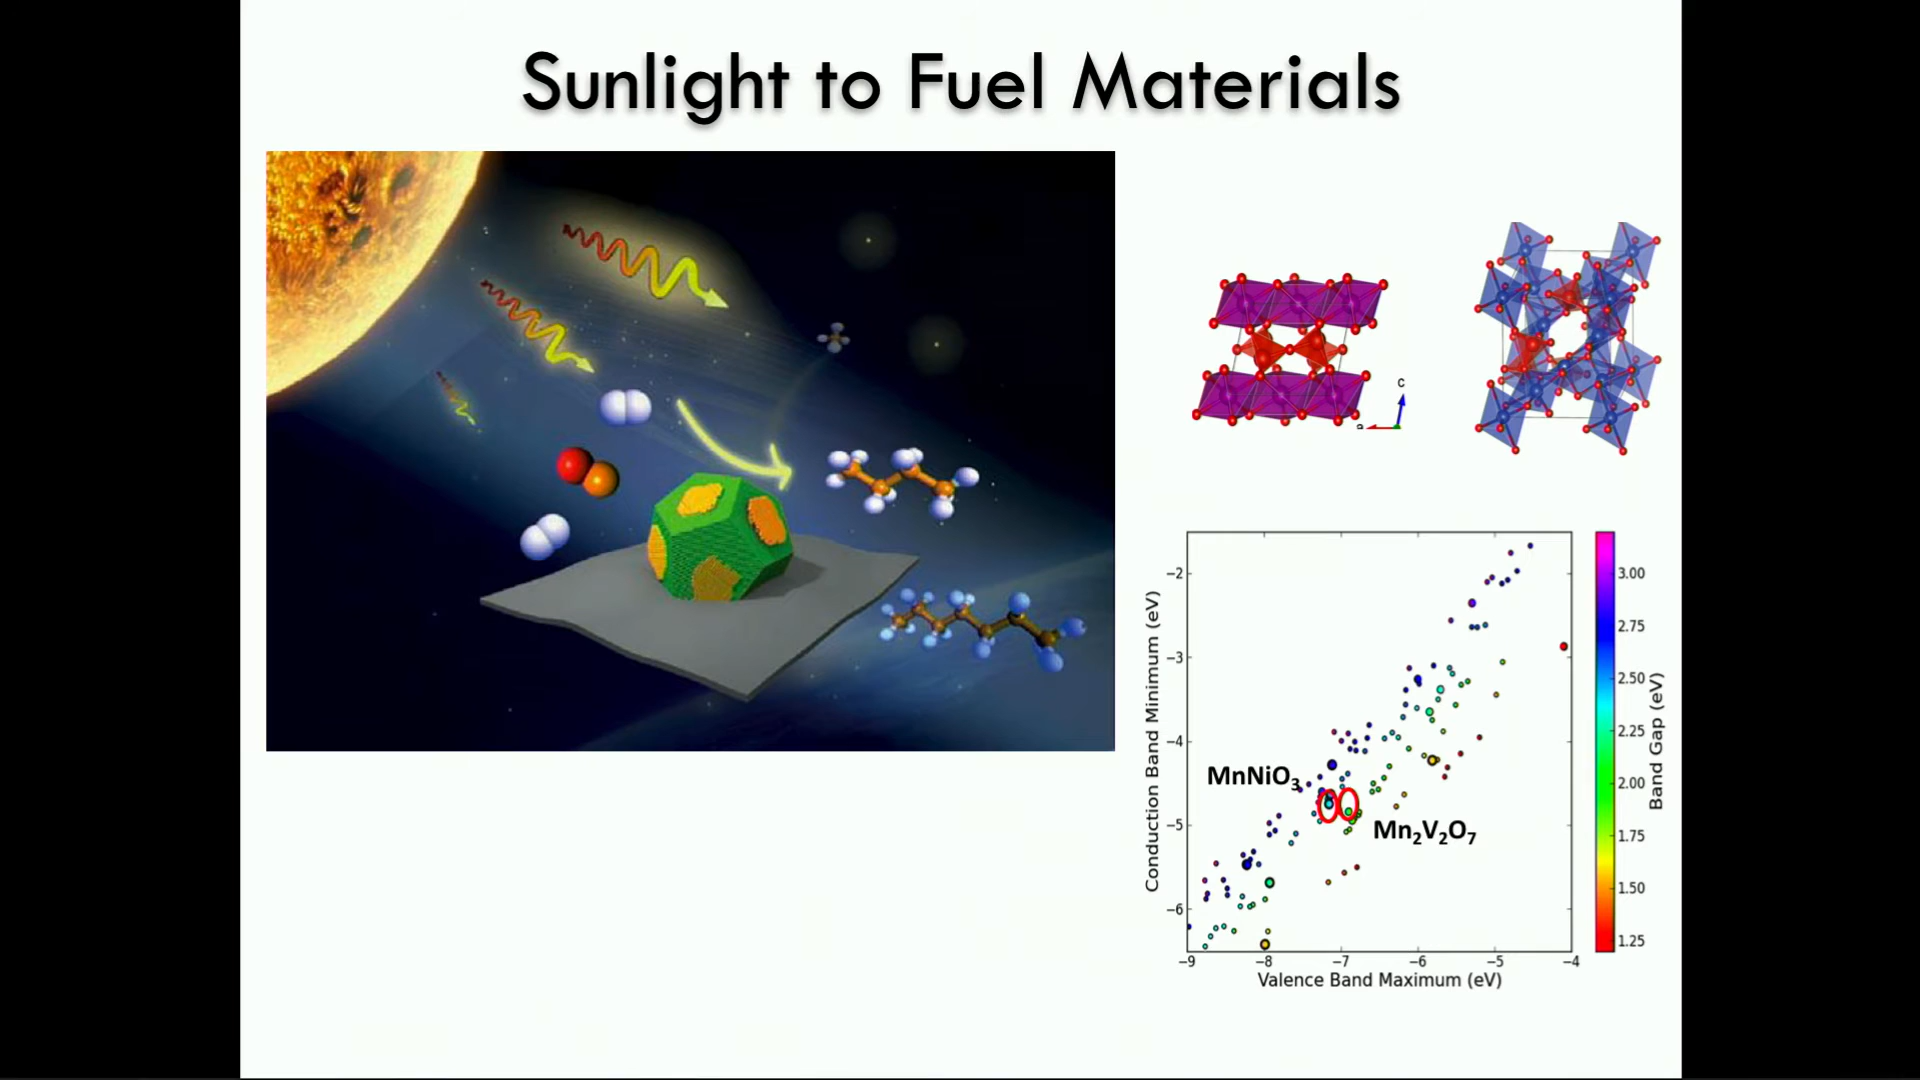 Sunlight to Fuel Materials
c
a
Conduction Band Minimum (eV)
−2
−3
−4
−5
−6
MnNiO₃
Mn₂V₂O₇
−9 −8 −7 −6 −5 −4
Valence Band Maximum (eV)
3.00
2.75
2.50
2.25
2.00
1.75
1.50
1.25
Band Gap (eV)